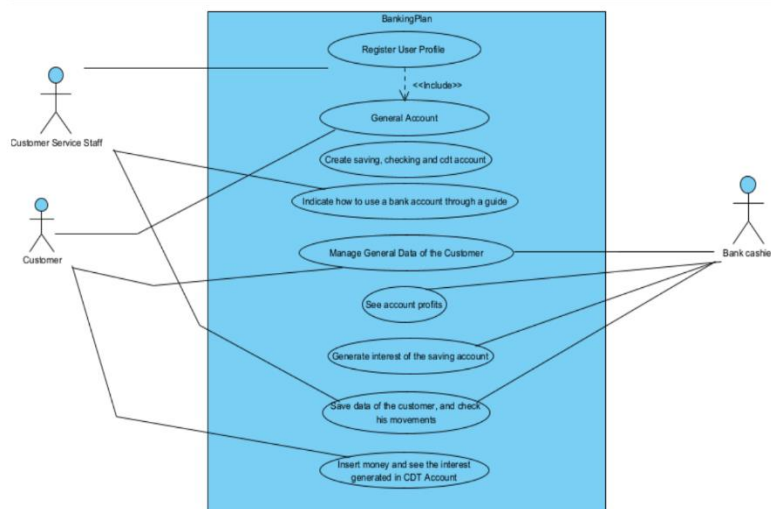 BankingPlan
Register User Profile
<<Include>>
Customer Service Staff
General Account
Create saving, checking and cdt account
Indicate how to use a bank account through a guide
Customer
Manage General Data of the Customer
Bank cashie
See account profits
Generate interest of the saving account
Save data of the customer, and check
his movements
Insert money and see the interest
generated in CDT Account